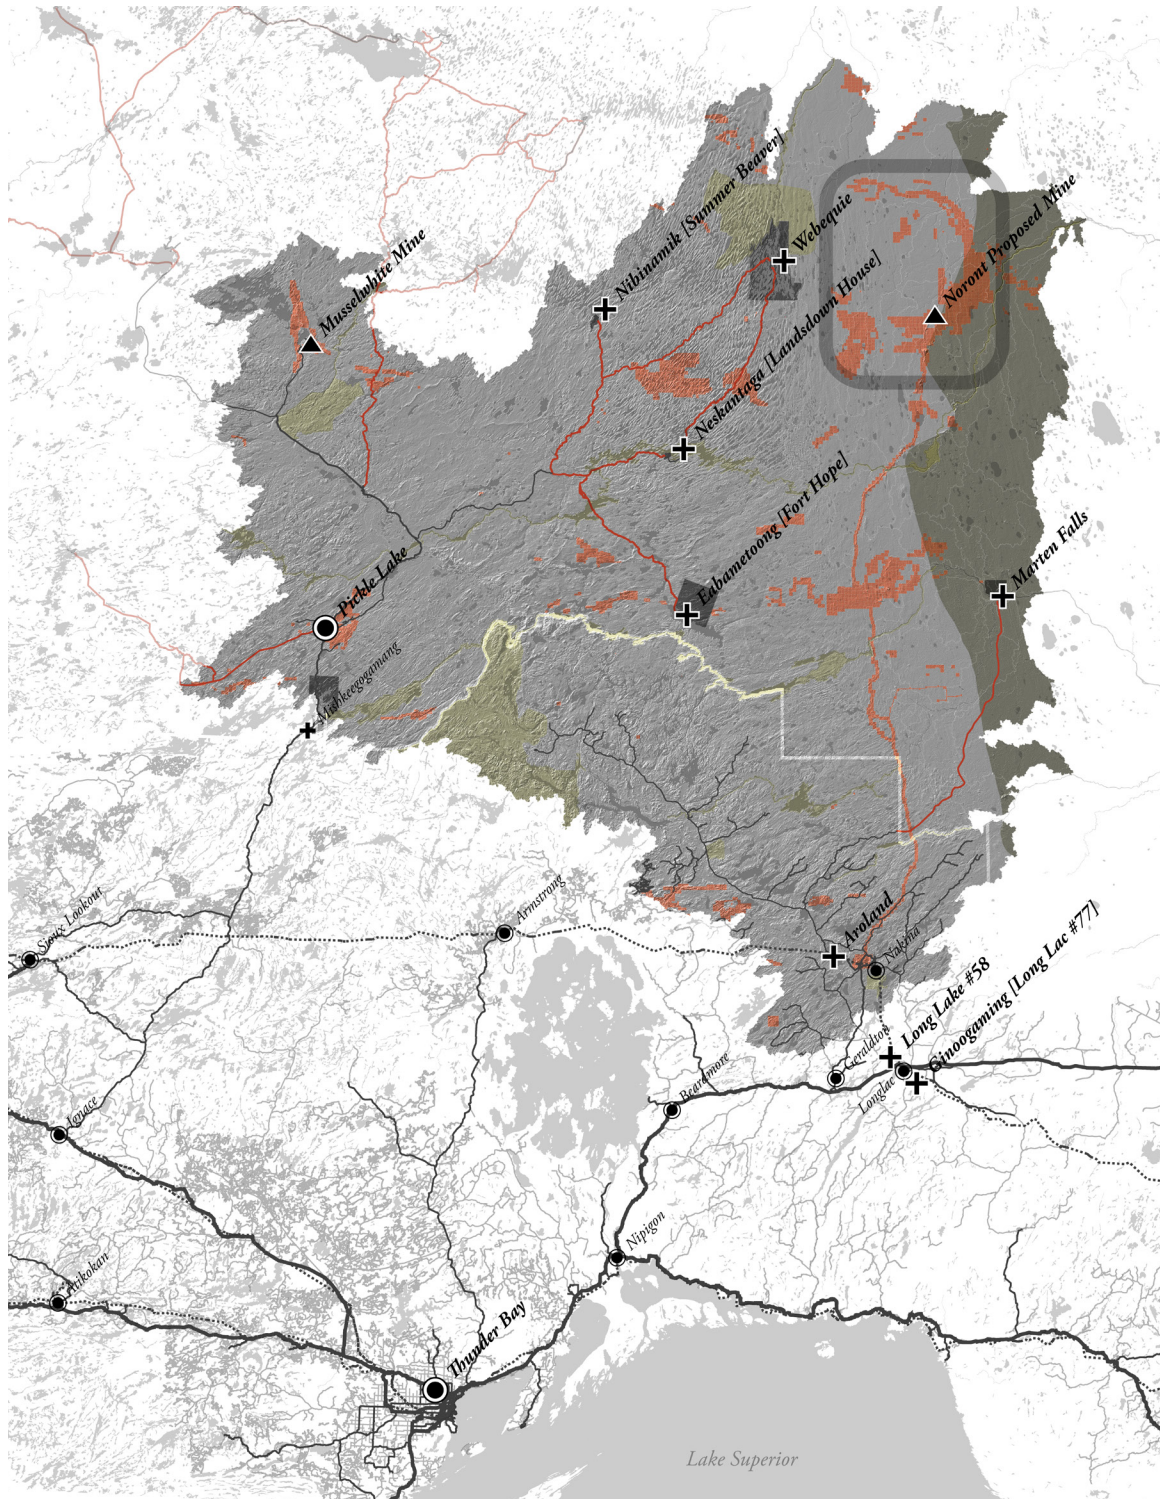 Nibinamik [Summer Beaver]
Webequie
Noront Proposed Mine
Musselwhite Mine
Neskantaga [Landsdown House]
Eabametoong [Fort Hope]
Marten Falls
Pickle Lake
Mishkeegogamang
Sioux Lookout
Armstrong
Aroland
Nakina
Long Lake #58
Ginoogaming [Long Lac #77]
Geraldton
Longlac
Beardmore
Ignace
Nipigon
Atikokan
Thunder Bay
Lake Superior